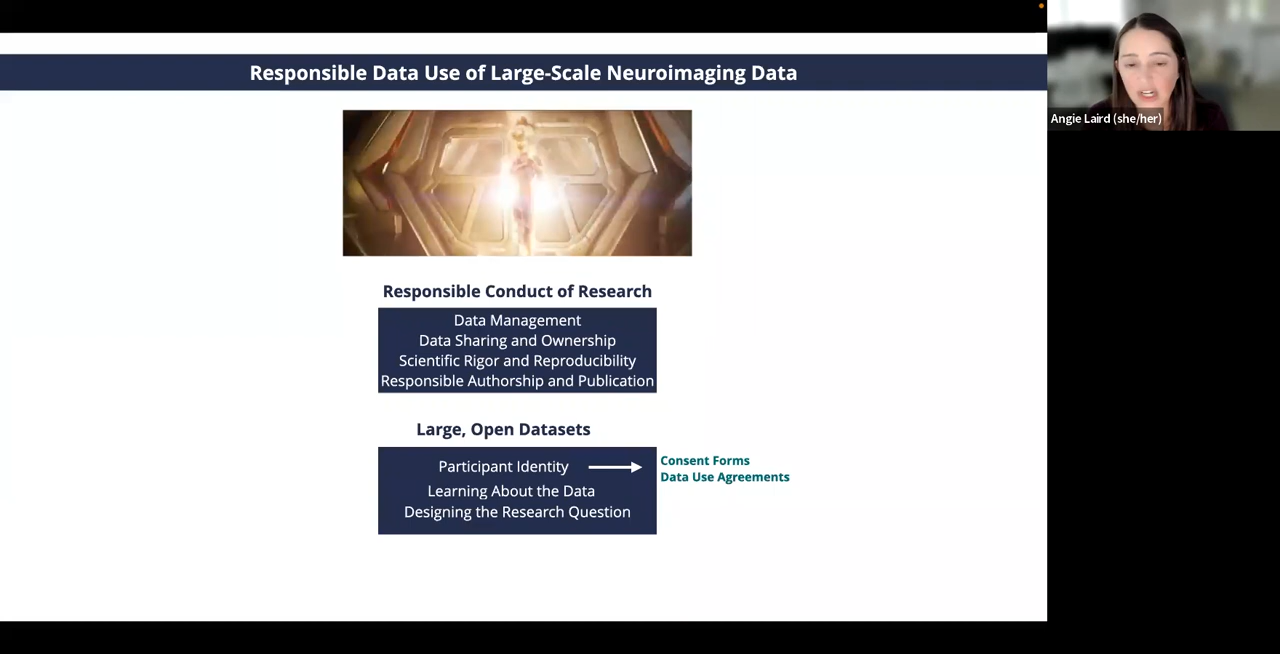 Responsible Data Use of Large-Scale Neuroimaging Data
Angie Laird (she/her)
Responsible Conduct of Research
Data Management
Data Sharing and Ownership
Scientific Rigor and Reproducibility
Responsible Authorship and Publication
Large, Open Datasets
Participant Identity
Consent Forms
Data Use Agreements
Learning About the Data
Designing the Research Question